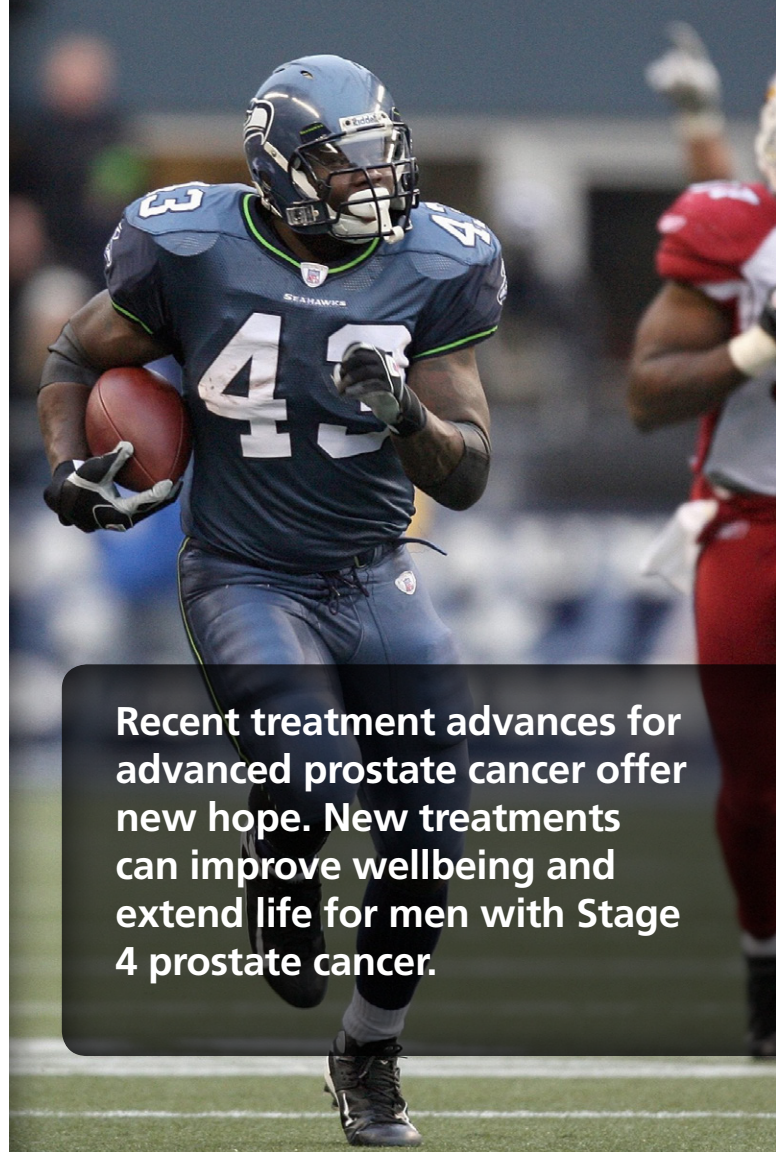 Riddell
43
43
SEAHAWKS
43
Recent treatment advances for
advanced prostate cancer offer
new hope. New treatments
can improve wellbeing and
extend life for men with Stage
4 prostate cancer.